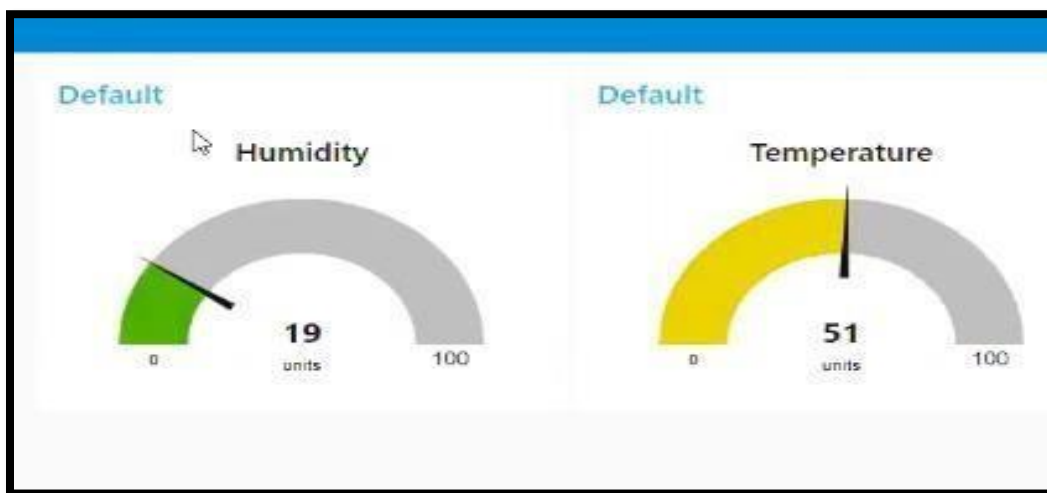 Default
Humidity
19
units
0
100
Default
Temperature
51
units
0
100